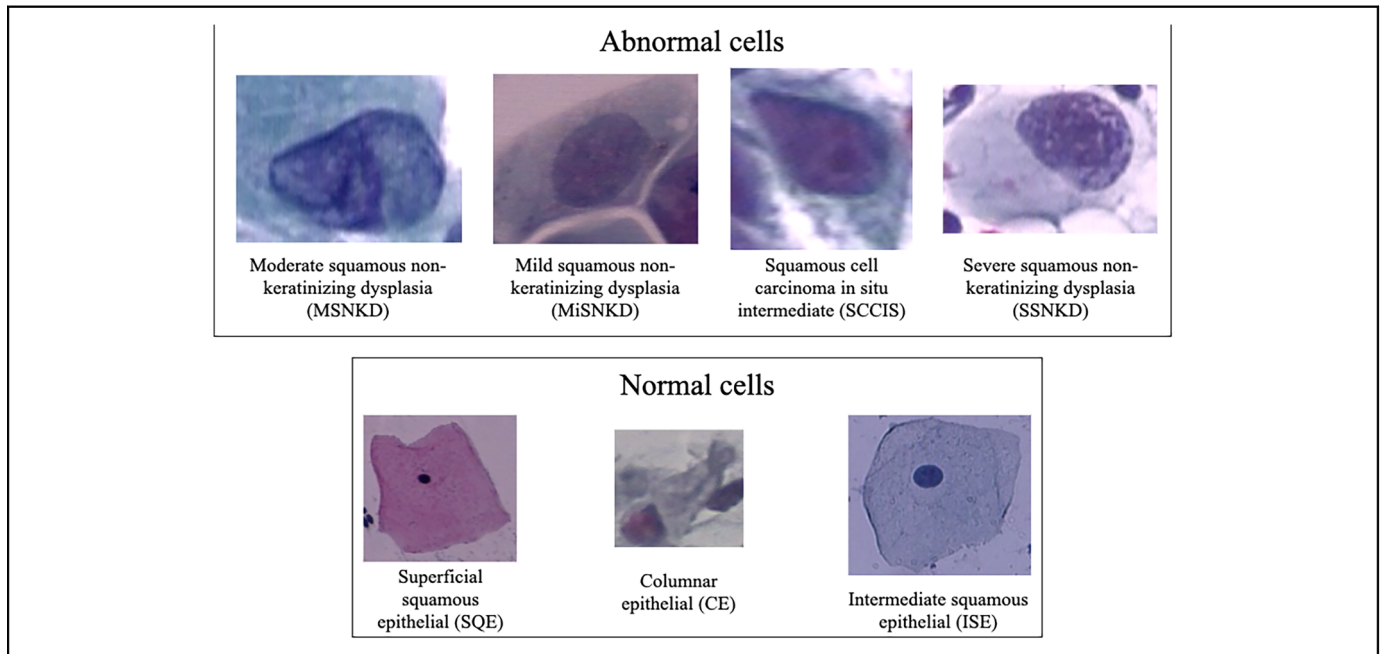 Abnormal cells
Moderate squamous non-
keratinizing dysplasia
(MSNKD)
Mild squamous non-
keratinizing dysplasia
(MiSNKD)
Squamous cell
carcinoma in situ
intermediate (SCCIS)
Severe squamous non-
keratinizing dysplasia
(SSNKD)
Normal cells
Superficial
squamous
epithelial (SQE)
Columnar
epithelial (CE)
Intermediate squamous
epithelial (ISE)